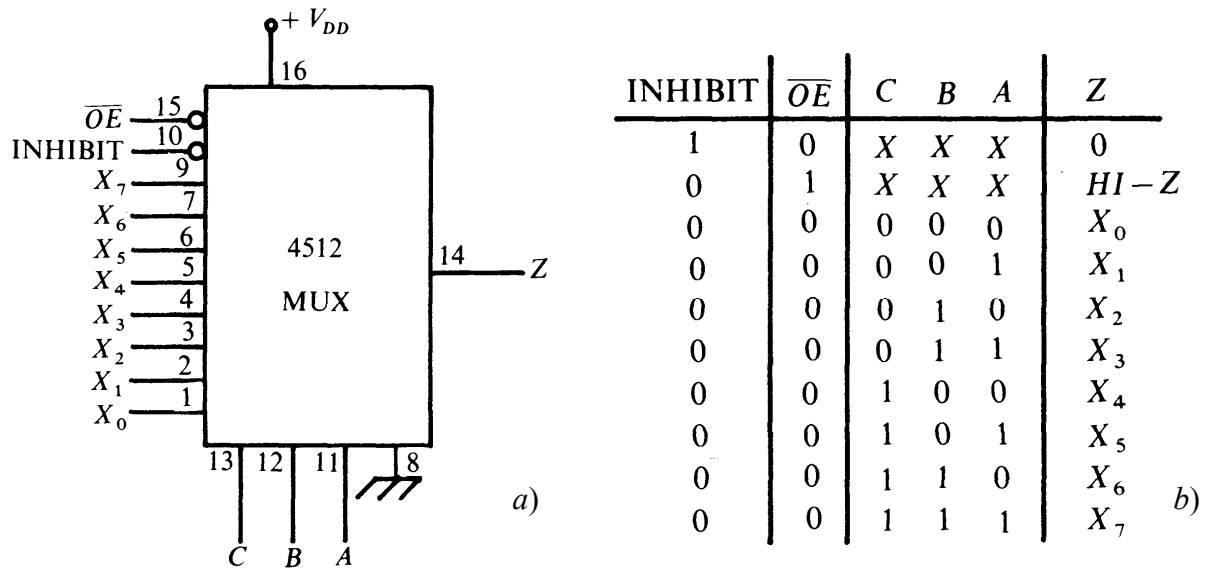 + V_DD
16
\overline{OE} 15
INHIBIT 10
X_7 9
X_6 7
X_5 6
X_4 5
X_3 4
X_2 3
X_1 2
X_0 1
4512
MUX
14 Z
13 12 11 8
C B A
a)
INHIBIT \overline{OE} C B A Z
1 0 X X X 0
0 1 X X X HI – Z
0 0 0 0 0 X_0
0 0 0 0 1 X_1
0 0 0 1 0 X_2
0 0 0 1 1 X_3
0 0 1 0 0 X_4
0 0 1 0 1 X_5
0 0 1 1 0 X_6
0 0 1 1 1 X_7
b)